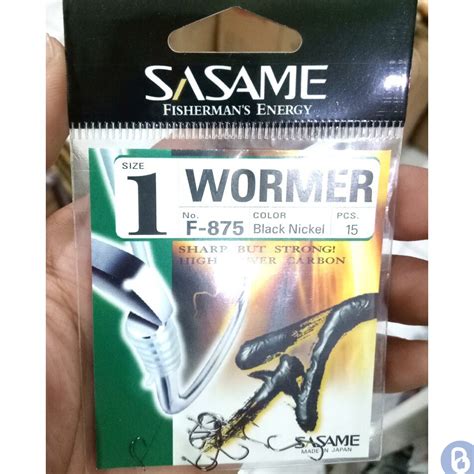 SASAME
FISHERMAN'S ENERGY
SIZE
1
WORMER
No. COLOR PCS.
F-875 Black Nickel 15
SHARP BUT STRONG!
HIGH POWER CARBON
SASAME
MADE IN JAPAN